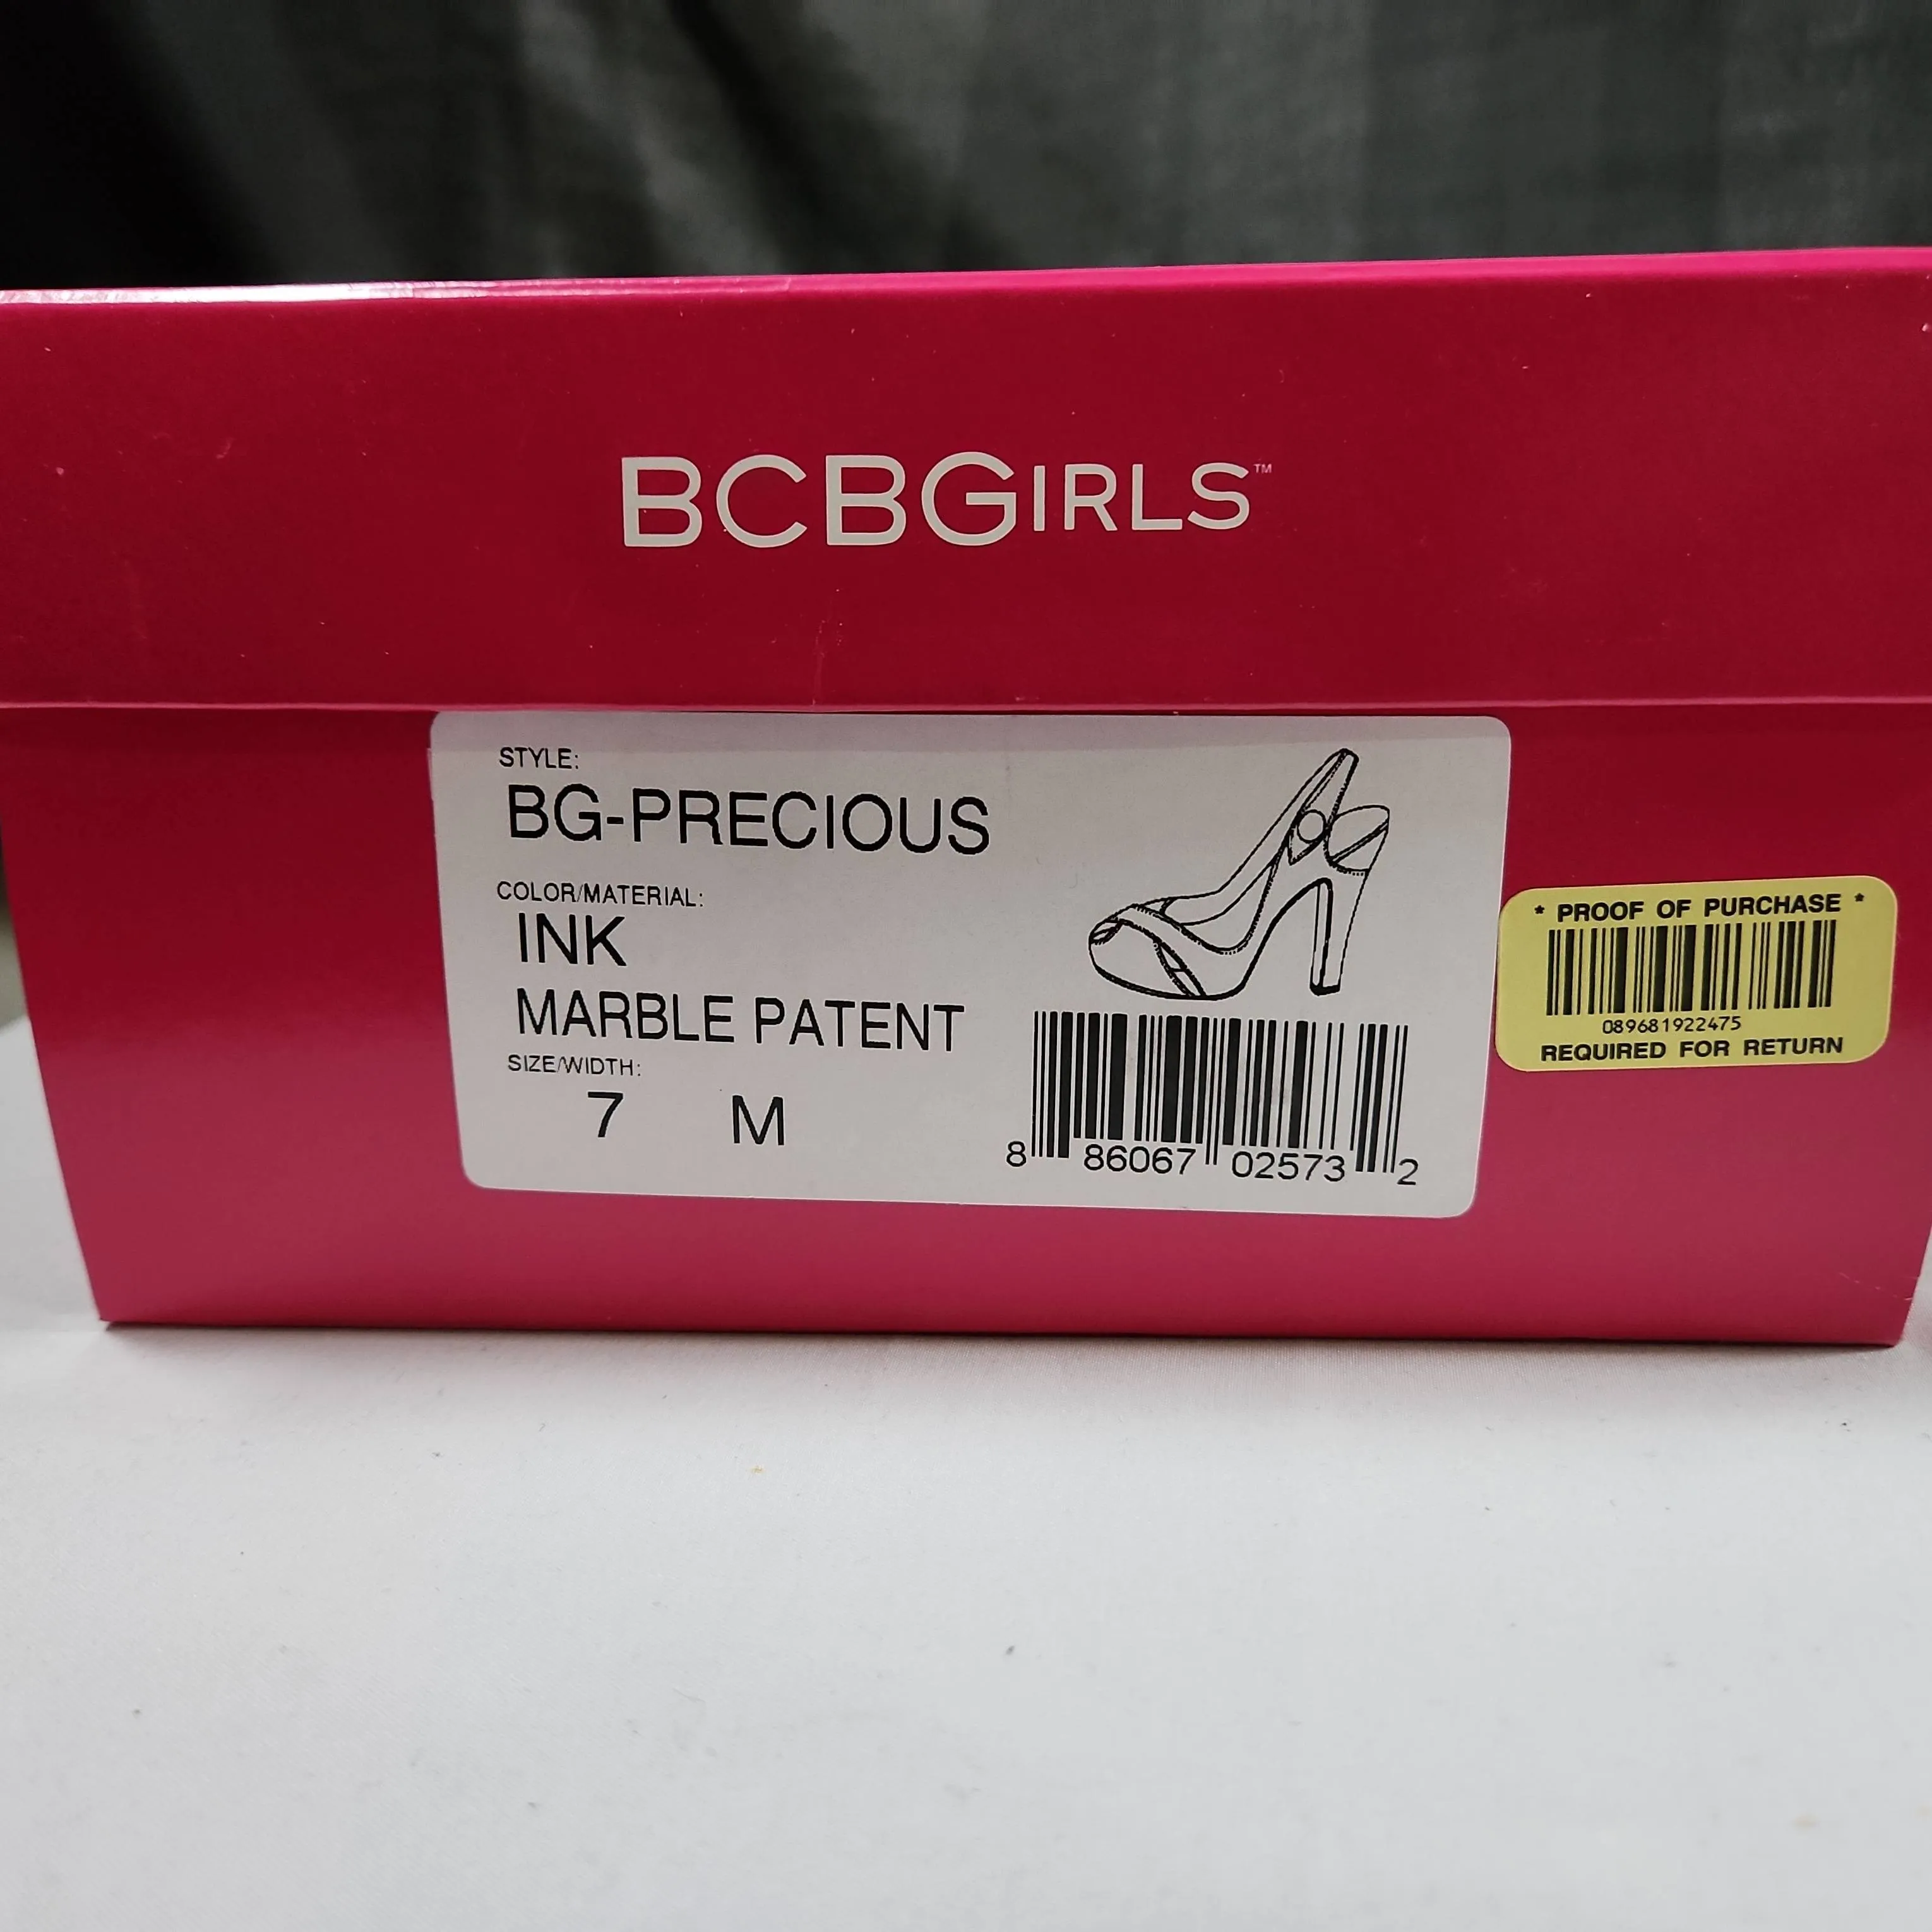 BCBGIRLS™
STYLE:
BG-PRECIOUS
COLOR/MATERIAL:
INK
MARBLE PATENT
SIZE/WIDTH:
7 M
8 86067 02573 2
* PROOF OF PURCHASE *
089681922475
REQUIRED FOR RETURN